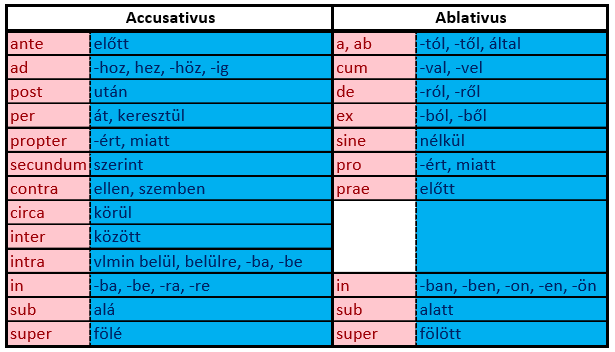 Accusativus Ablativus
ante előtt a, ab -tól, -től, által
ad -hoz, hez, -höz, -ig cum -val, -vel
post után de -ról, -ről
per át, keresztül ex -ból, -ből
propter -ért, miatt sine nélkül
secundum szerint pro -ért, miatt
contra ellen, szemben prae előtt
circa körül
inter között
intra vlmin belül, belülre, -ba, -be
in -ba, -be, -ra, -re in -ban, -ben, -on, -en, -ön
sub alá sub alatt
super fölé super fölött